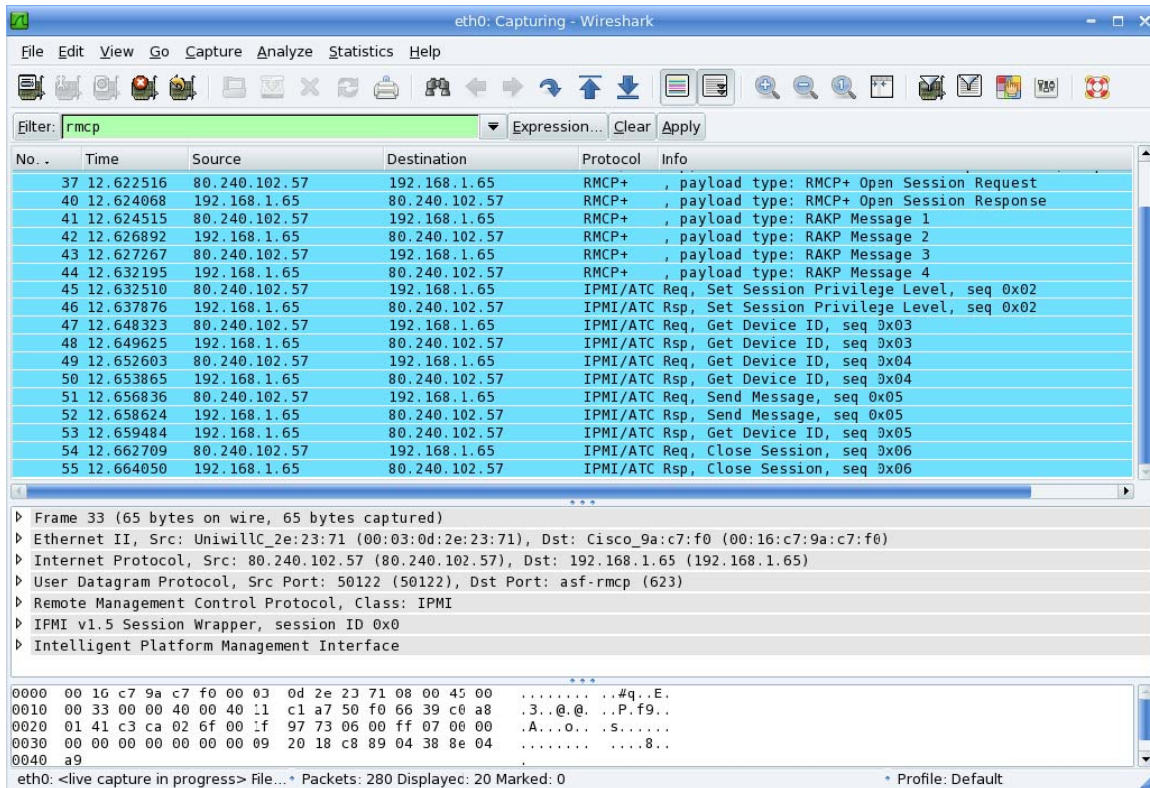 eth0: Capturing - Wireshark
File Edit View Go Capture Analyze Statistics Help
Filter: rmcp Expression... Clear Apply
No. . Time Source Destination Protocol Info
37 12.622516 80.240.102.57 192.168.1.65 RMCP+ , payload type: RMCP+ Open Session Request
40 12.624068 192.168.1.65 80.240.102.57 RMCP+ , payload type: RMCP+ Open Session Response
41 12.624515 80.240.102.57 192.168.1.65 RMCP+ , payload type: RAKP Message 1
42 12.626892 192.168.1.65 80.240.102.57 RMCP+ , payload type: RAKP Message 2
43 12.627267 80.240.102.57 192.168.1.65 RMCP+ , payload type: RAKP Message 3
44 12.632195 192.168.1.65 80.240.102.57 RMCP+ , payload type: RAKP Message 4
45 12.632510 80.240.102.57 192.168.1.65 IPMI/ATC Req, Set Session Privilege Level, seq 0x02
46 12.637876 192.168.1.65 80.240.102.57 IPMI/ATC Rsp, Set Session Privilege Level, seq 0x02
47 12.648323 80.240.102.57 192.168.1.65 IPMI/ATC Req, Get Device ID, seq 0x03
48 12.649625 192.168.1.65 80.240.102.57 IPMI/ATC Rsp, Get Device ID, seq 0x03
49 12.652603 80.240.102.57 192.168.1.65 IPMI/ATC Req, Get Device ID, seq 0x04
50 12.653865 192.168.1.65 80.240.102.57 IPMI/ATC Rsp, Get Device ID, seq 0x04
51 12.656836 80.240.102.57 192.168.1.65 IPMI/ATC Req, Send Message, seq 0x05
52 12.658624 192.168.1.65 80.240.102.57 IPMI/ATC Rsp, Send Message, seq 0x05
53 12.659484 192.168.1.65 80.240.102.57 IPMI/ATC Rsp, Get Device ID, seq 0x05
54 12.662709 80.240.102.57 192.168.1.65 IPMI/ATC Req, Close Session, seq 0x06
55 12.664050 192.168.1.65 80.240.102.57 IPMI/ATC Rsp, Close Session, seq 0x06
Frame 33 (65 bytes on wire, 65 bytes captured)
Ethernet II, Src: UniwillC_2e:23:71 (00:03:0d:2e:23:71), Dst: Cisco_9a:c7:f0 (00:16:c7:9a:c7:f0)
Internet Protocol, Src: 80.240.102.57 (80.240.102.57), Dst: 192.168.1.65 (192.168.1.65)
User Datagram Protocol, Src Port: 50122 (50122), Dst Port: asf-rmcp (623)
Remote Management Control Protocol, Class: IPMI
IPMI v1.5 Session Wrapper, session ID 0x0
Intelligent Platform Management Interface
0000 00 16 c7 9a c7 f0 00 03 0d 2e 23 71 08 00 45 00 ........ ..#q..E.
0010 00 33 00 00 40 00 40 11 c1 a7 50 f0 66 39 c0 a8 .3..@.@. ..P.f9..
0020 01 41 c3 ca 02 6f 00 1f 97 73 06 00 ff 07 00 00 .A...o.. .s......
0030 00 00 00 00 00 00 00 09 20 18 c8 89 04 38 8e 04 ........ ....8..
0040 a9 .
eth0: <live capture in progress> File... Packets: 280 Displayed: 20 Marked: 0 Profile: Default